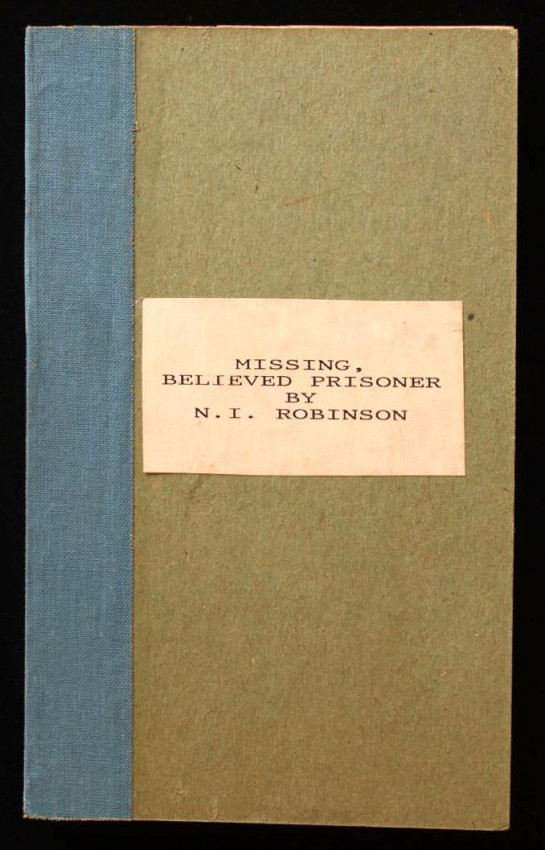 MISSING,
BELIEVED PRISONER
BY
N.I. ROBINSON